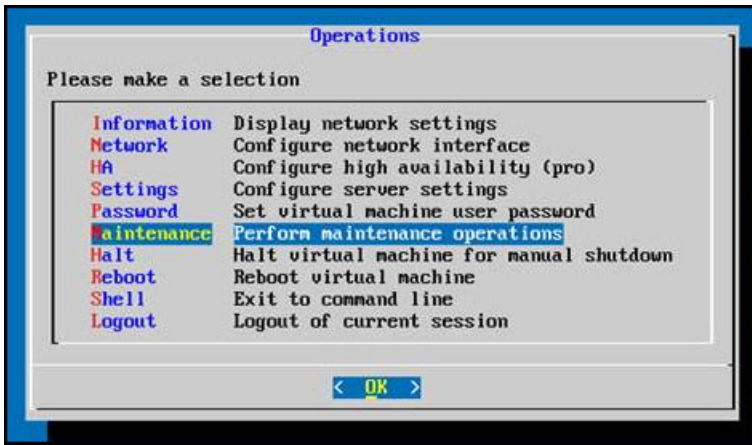 Operations
Please make a selection
Information Display network settings
Network Configure network interface
HA Configure high availability (pro)
Settings Configure server settings
Password Set virtual machine user password
Maintenance Perform maintenance operations
Halt Halt virtual machine for manual shutdown
Reboot Reboot virtual machine
Shell Exit to command line
Logout Logout of current session
< OK >